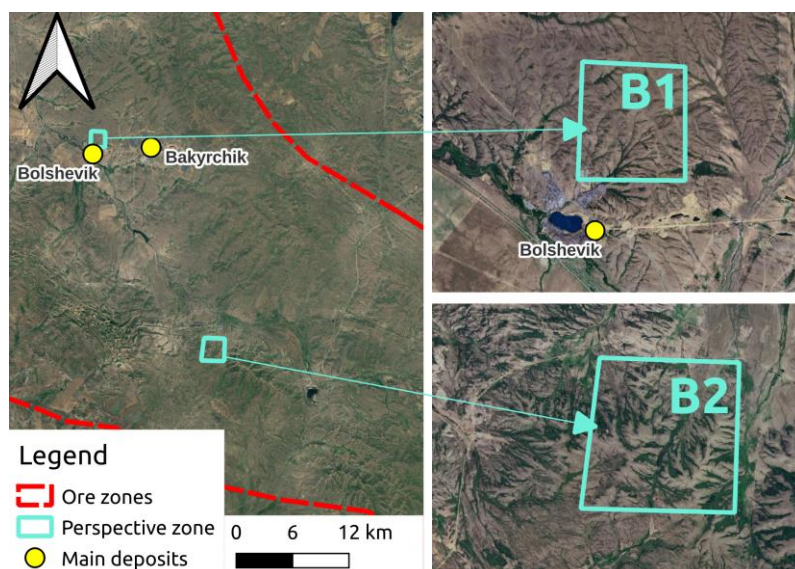 Bakyrchik
Bolshevik
B1
Bolshevik
B2
Legend
Ore zones
Perspective zone
Main deposits
0 6 12 km